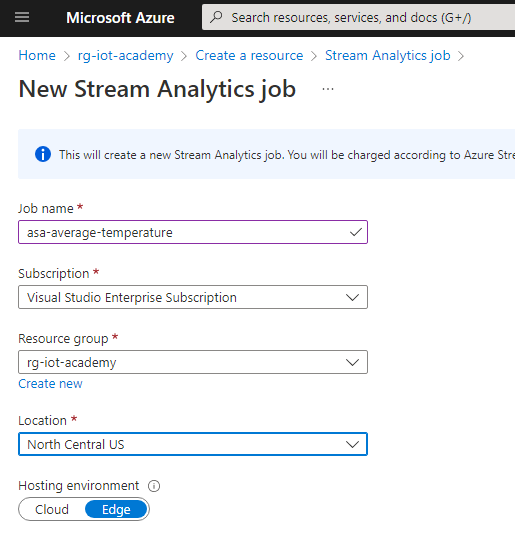 Microsoft Azure
Search resources, services, and docs (G+/)
Home > rg-iot-academy > Create a resource > Stream Analytics job >
New Stream Analytics job ...
This will create a new Stream Analytics job. You will be charged according to Azure Stre
Job name *
asa-average-temperature
Subscription *
Visual Studio Enterprise Subscription
Resource group *
rg-iot-academy
Create new
Location *
North Central US
Hosting environment
Cloud Edge